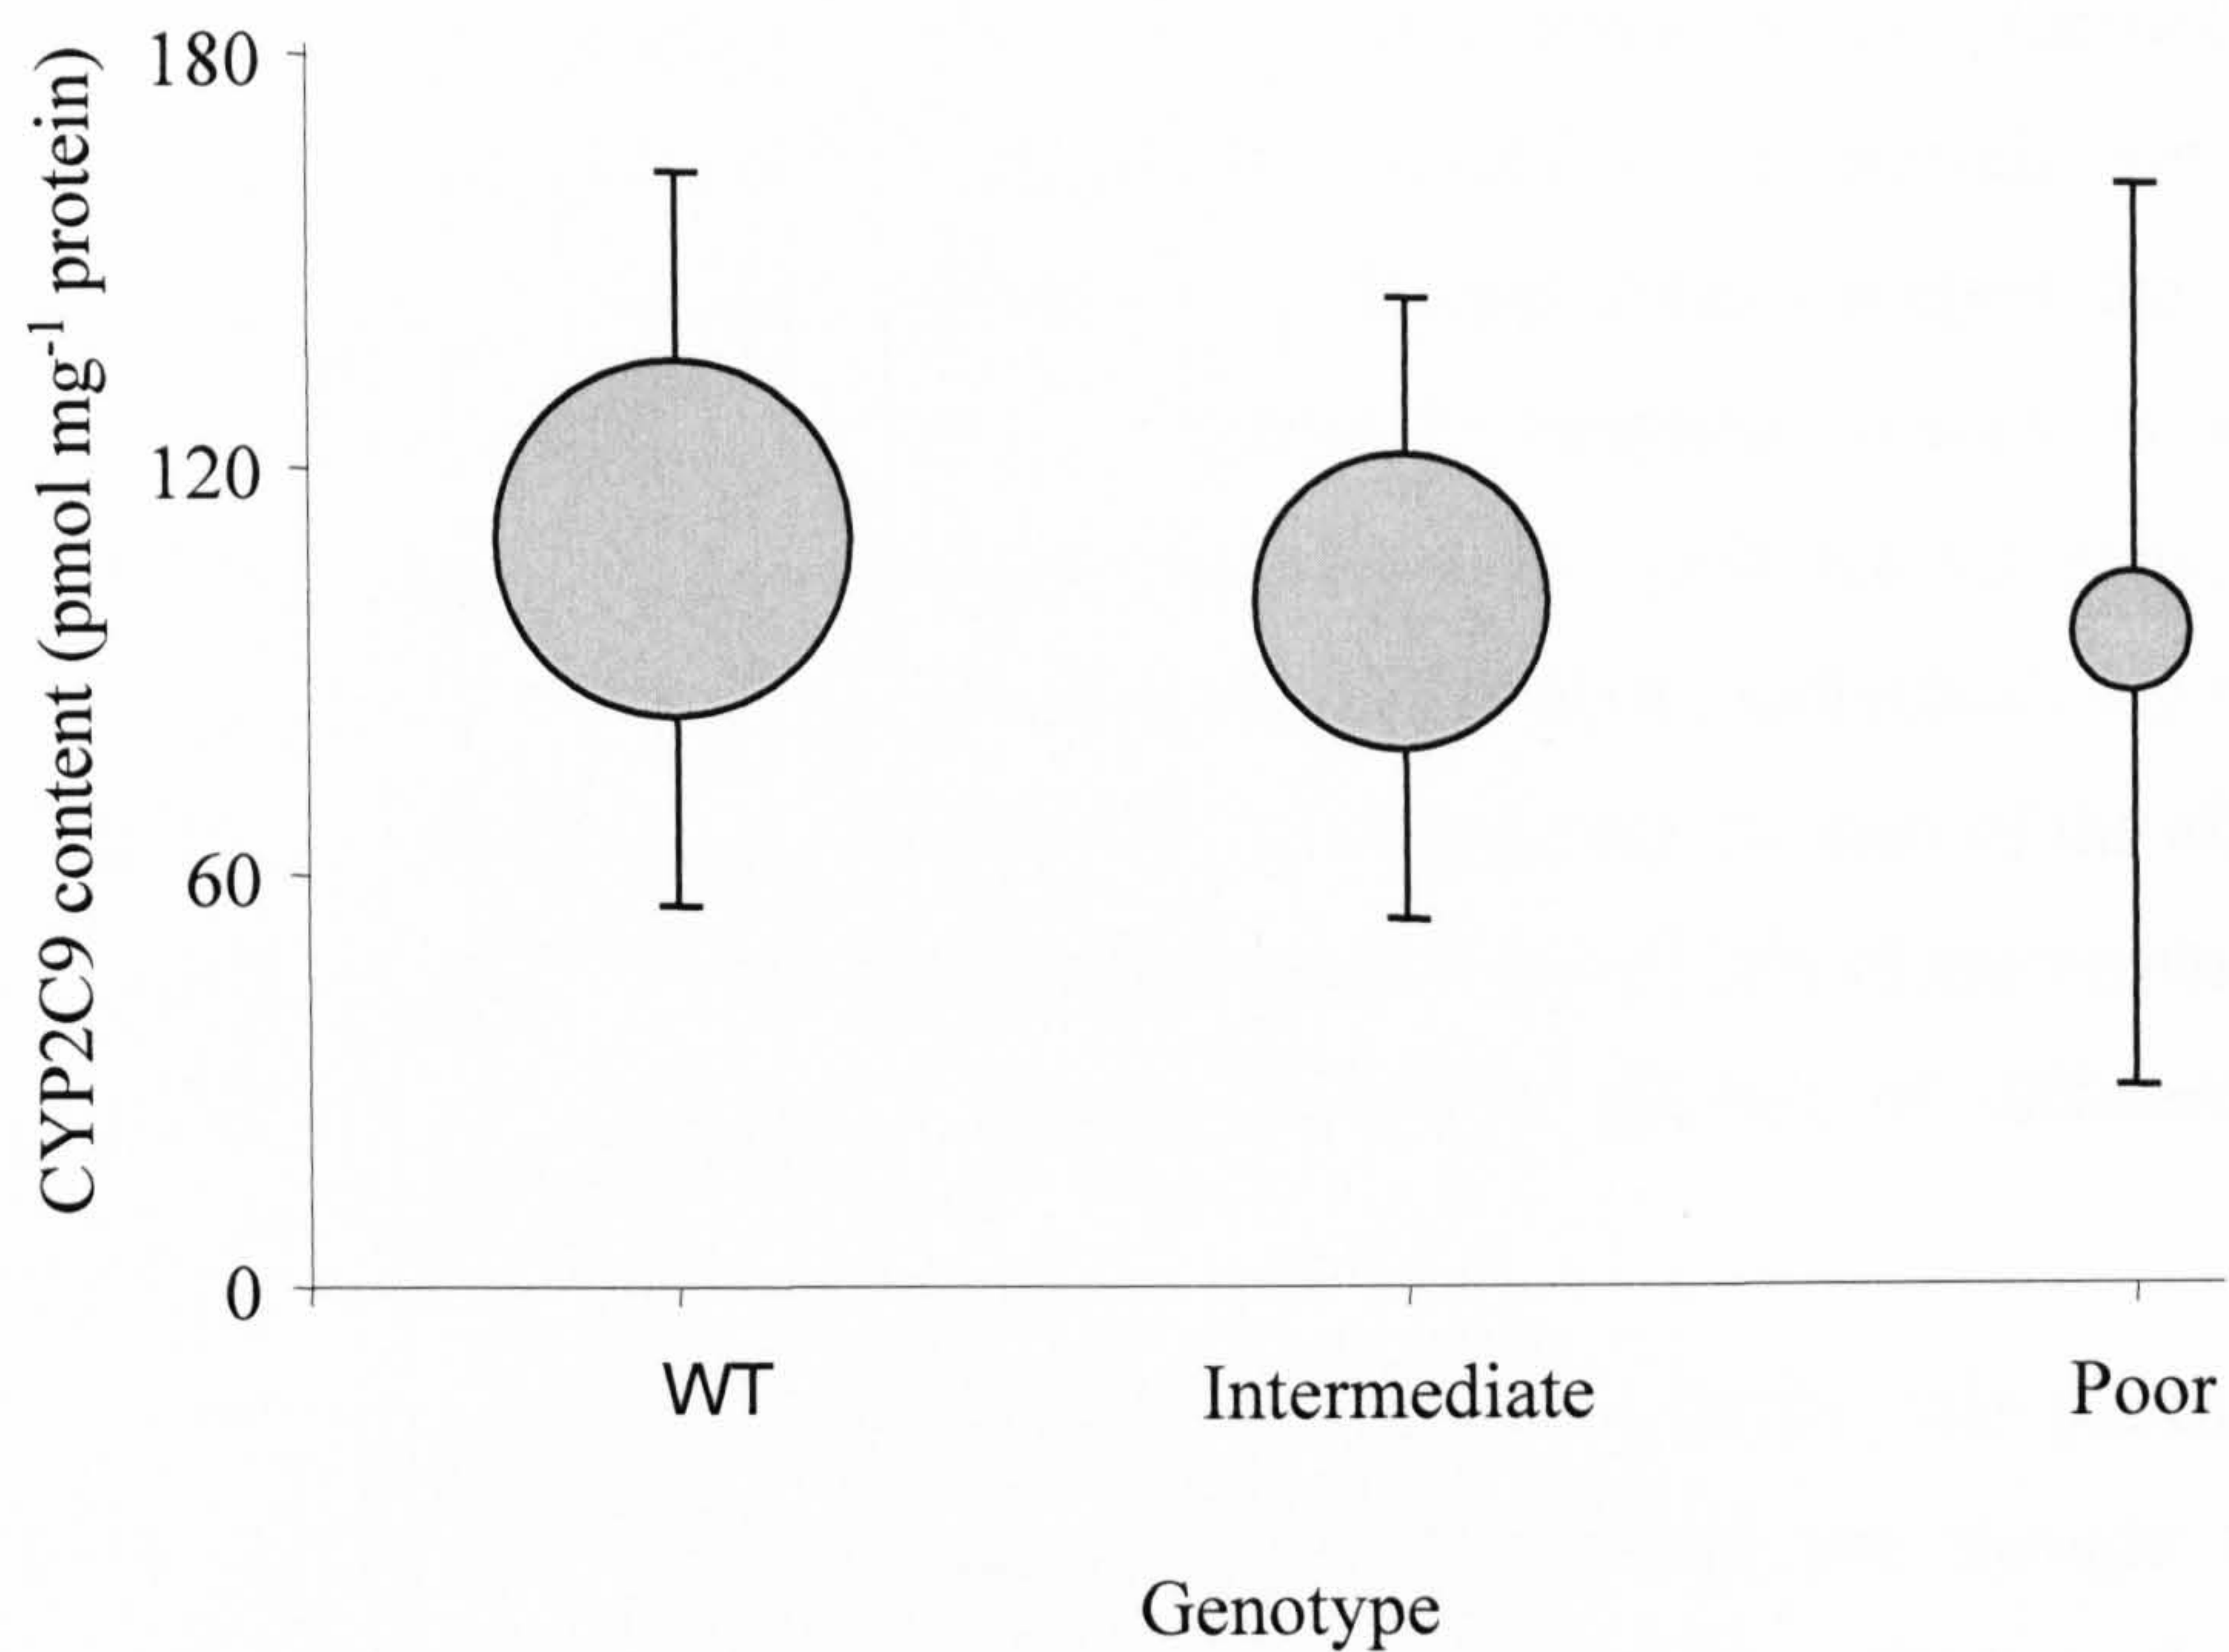 CYP2C9 content (pmol mg⁻¹ protein)
180
120
60
0
WT Intermediate Poor
Genotype